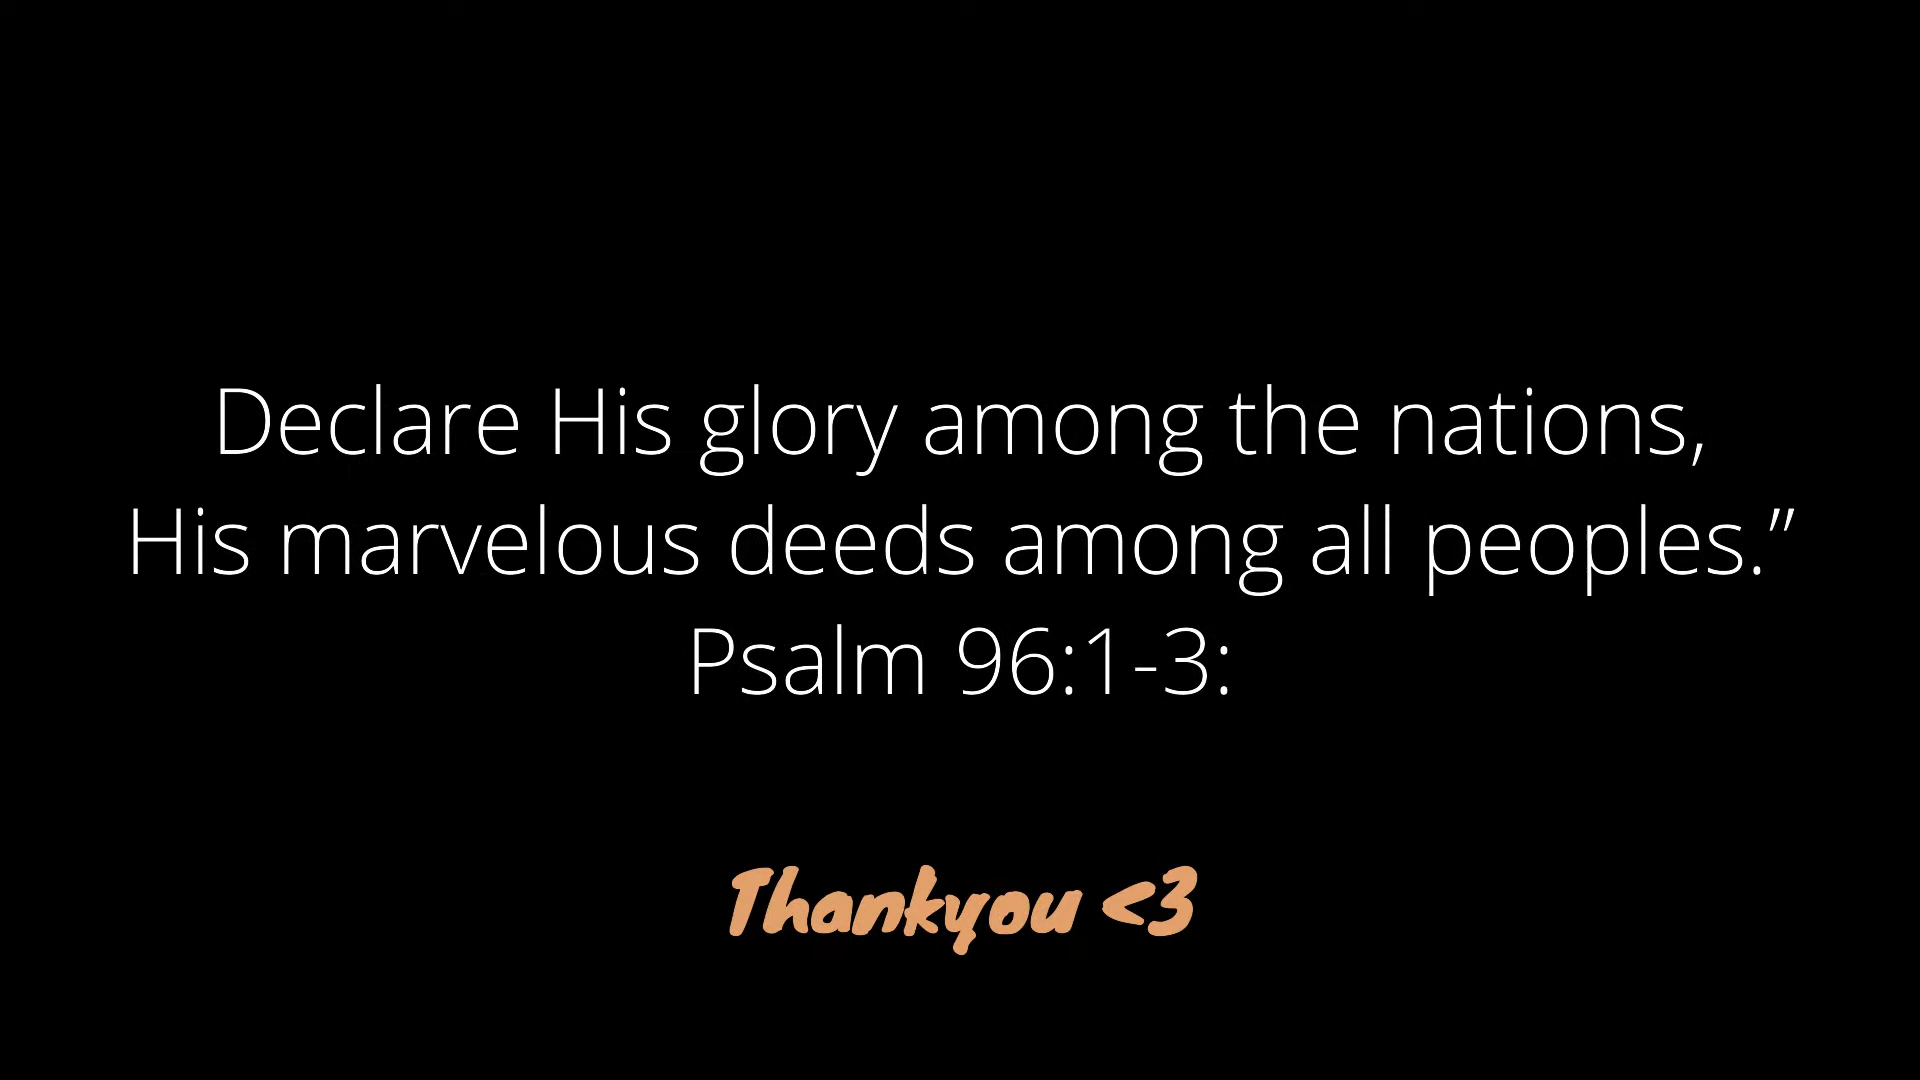 Declare His glory among the nations,
His marvelous deeds among all peoples.”
Psalm 96:1-3:
Thankyou <3